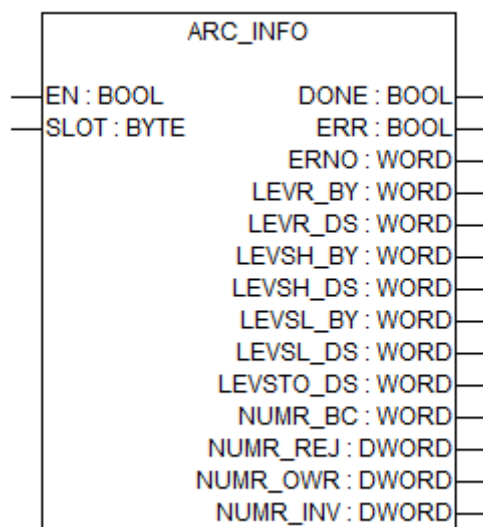 ARC_INFO
EN : BOOL DONE : BOOL
SLOT : BYTE ERR : BOOL
ERNO : WORD
LEVR_BY : WORD
LEVR_DS : WORD
LEVSH_BY : WORD
LEVSH_DS : WORD
LEVSL_BY : WORD
LEVSL_DS : WORD
LEVSTO_DS : WORD
NUMR_BC : WORD
NUMR_REJ : DWORD
NUMR_OWR : DWORD
NUMR_INV : DWORD